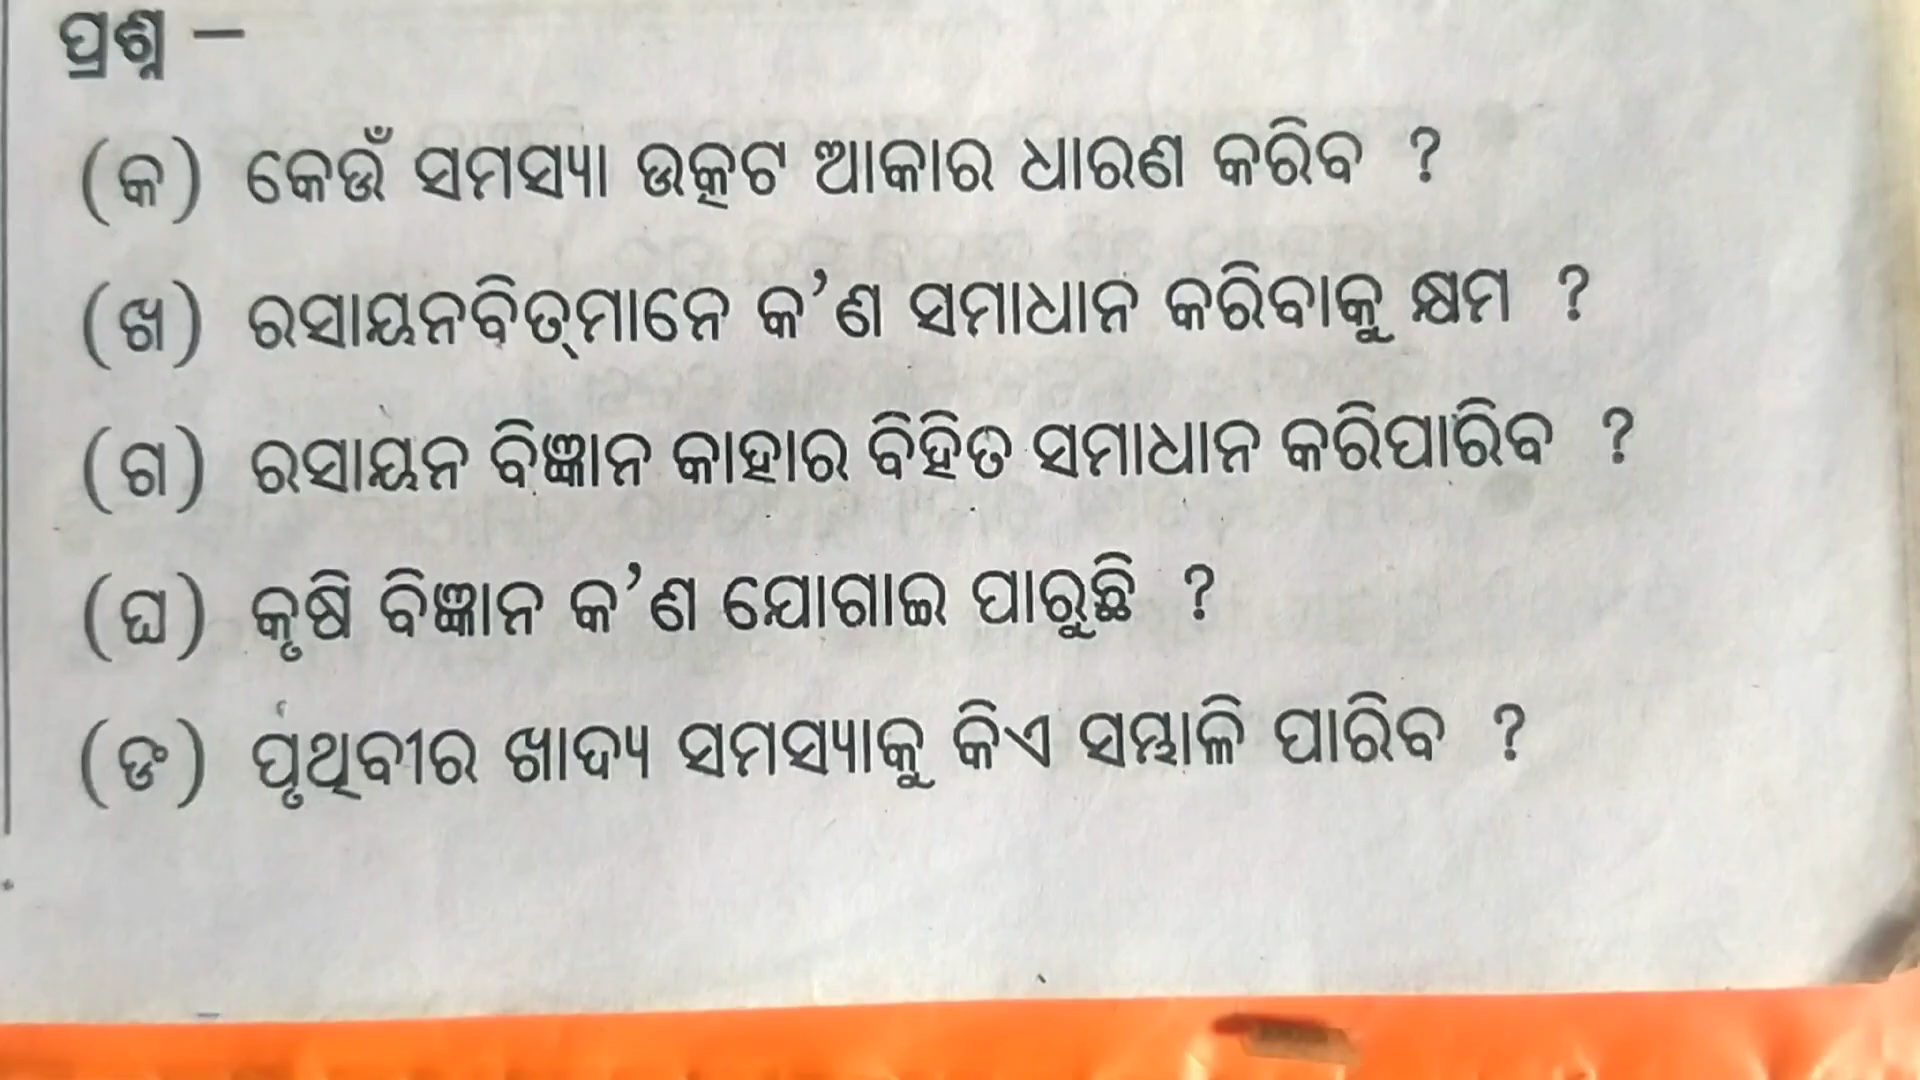 ପ୍ରଶ୍ନ —
(କ) କେଉଁ ସମସ୍ୟା ଉତ୍କଟ ଆକାର ଧାରଣ କରିବ ?
(ଖ) ରସାୟନବିତ୍‌ମାନେ କ’ଣ ସମାଧାନ କରିବାକୁ କ୍ଷମ ?
(ଗ) ରସାୟନ ବିଜ୍ଞାନ କାହାର ବିହିତ ସମାଧାନ କରିପାରିବ ?
(ଘ) କୃଷି ବିଜ୍ଞାନ କ’ଣ ଯୋଗାଇ ପାରୁଛି ?
(ଙ) ପୃଥିବୀର ଖାଦ୍ୟ ସମସ୍ୟାକୁ କିଏ ସମ୍ଭାଳି ପାରିବ ?